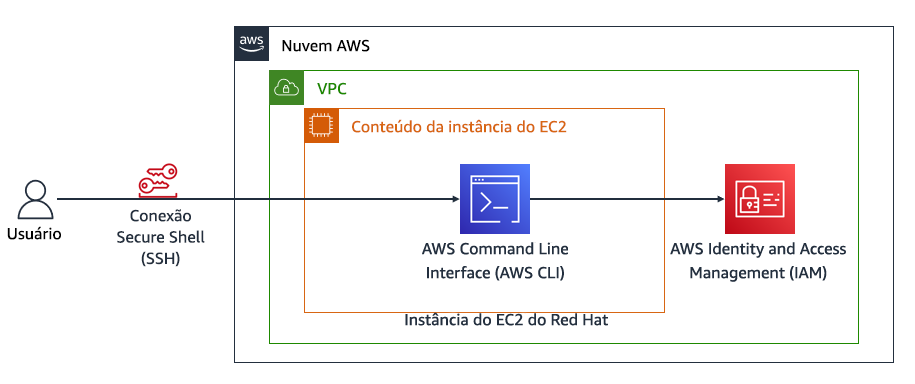 aws
Nuvem AWS
VPC
Conteúdo da instância do EC2
Usuário
Conexão
Secure Shell
(SSH)
AWS Command Line
Interface (AWS CLI)
AWS Identity and Access
Management (IAM)
Instância do EC2 do Red Hat